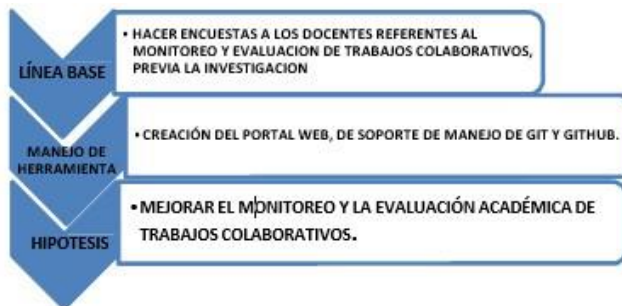 LÍNEA BASE
• HACER ENCUESTAS A LOS DOCENTES REFERENTES AL
MONITOREO Y EVALUACION DE TRABAJOS COLABORATIVOS,
PREVIA LA INVESTIGACION
MANEJO DE
HERRAMIENTA
• CREACIÓN DEL PORTAL WEB, DE SOPORTE DE MANEJO DE GIT Y GITHUB.
HIPOTESIS
• MEJORAR EL MONITOREO Y LA EVALUACIÓN ACADÉMICA DE
TRABAJOS COLABORATIVOS.